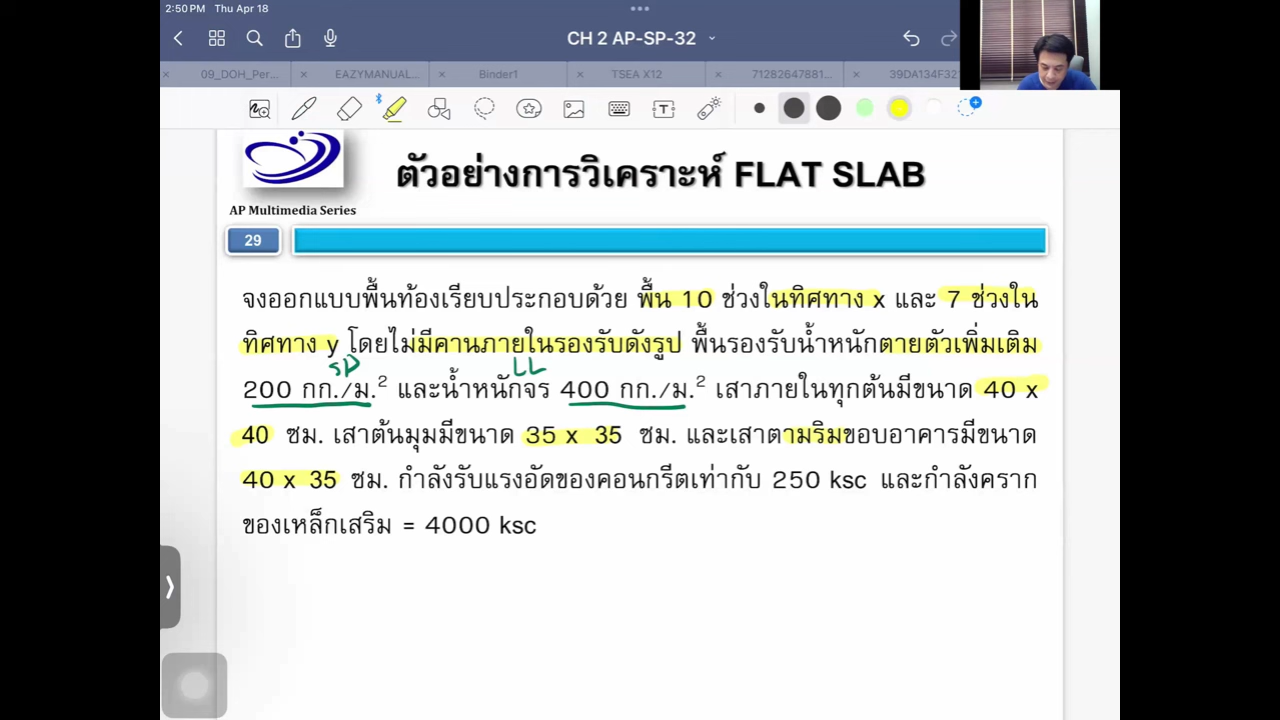 2:50 PM Thu Apr 18
CH 2 AP-SP-32
09_DOH_Per...
EAZYMANUAL...
Binder1
TSEA X12
71282647881...
39DA134F321
ตัวอย่างการวิเคราะห์ FLAT SLAB
AP Multimedia Series
29
จงออกแบบพื้นท้องเรียบประกอบด้วย พื้น 10 ช่วงในทิศทาง x และ 7 ช่วงใน
ทิศทาง y โดยไม่มีคานภายในรองรับดังรูป พื้นรองรับน้ำหนักตายตัวเพิ่มเติม
SD LL
200 กก./ม.² และน้ำหนักจร 400 กก./ม.² เสาภายในทุกต้นมีขนาด 40 x
40 ซม. เสาต้นมุมมีขนาด 35 x 35 ซม. และเสาตามริมขอบอาคารมีขนาด
40 x 35 ซม. กำลังรับแรงอัดของคอนกรีตเท่ากับ 250 ksc และกำลังคราก
ของเหล็กเสริม = 4000 ksc